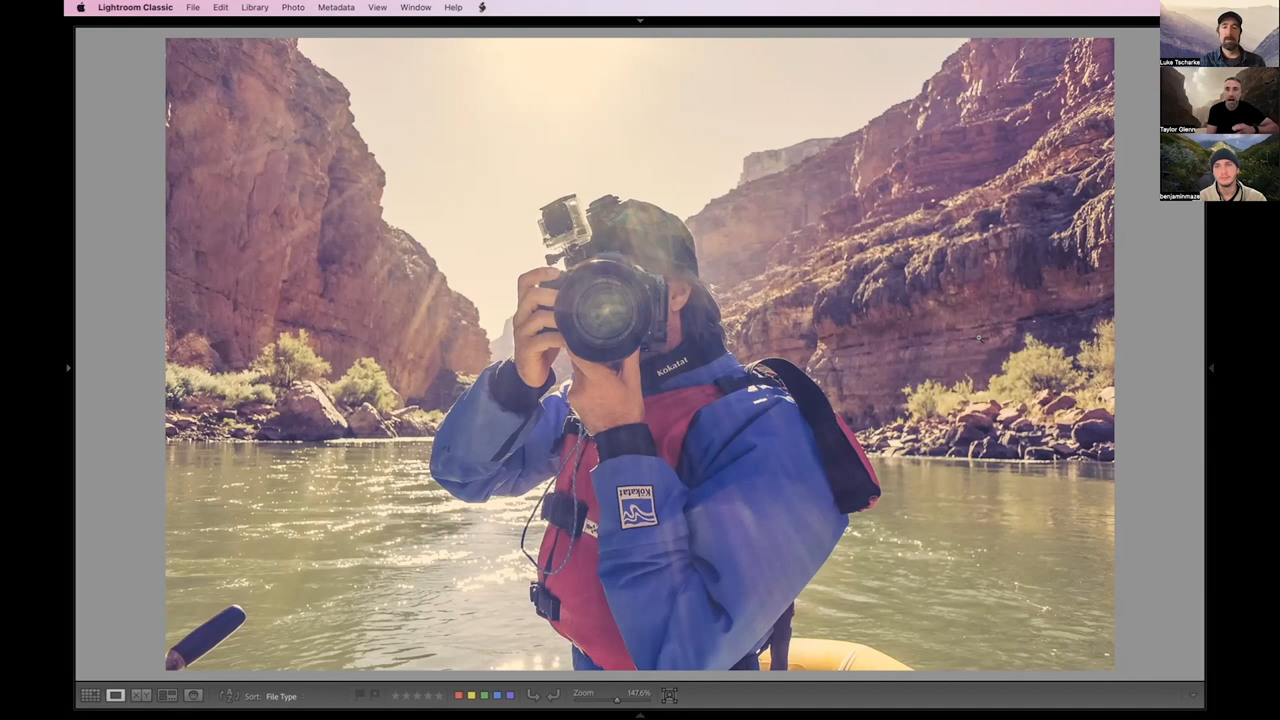 Lightroom Classic File Edit Library Photo Metadata View Window Help
Luke Tscharke
Taylor Glenn
benjaminmaze
Kokatat
Kokatat
Sort: File Type
Zoom 147.6%